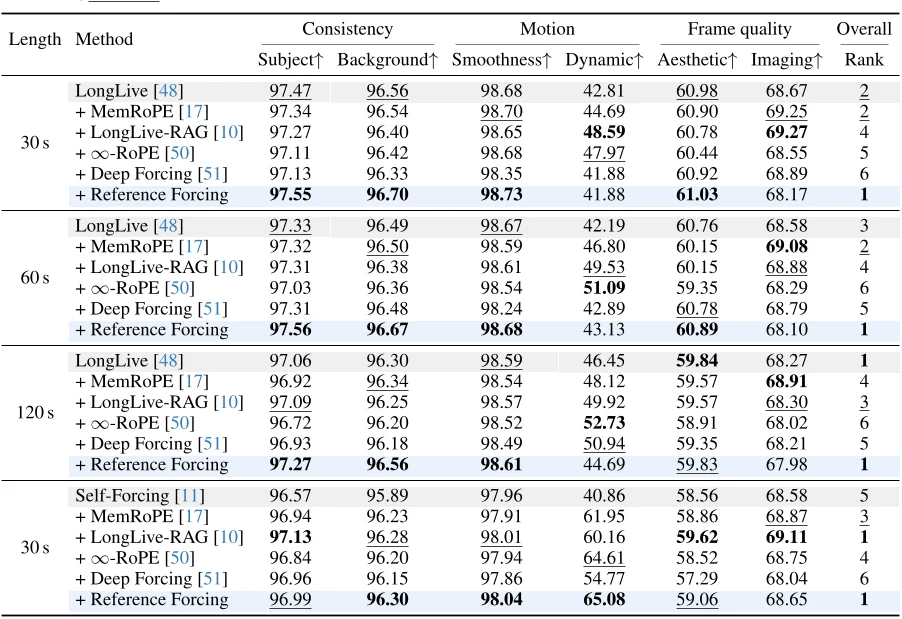 Length Method Consistency Motion Frame quality Overall
Subject↑ Background↑ Smoothness↑ Dynamic↑ Aesthetic↑ Imaging↑ Rank
30 s
LongLive [48] 97.47 96.56 98.68 42.81 60.98 68.67 2
+ MemRoPE [17] 97.34 96.54 98.70 44.69 60.90 69.25 2
+ LongLive-RAG [10] 97.27 96.40 98.65 48.59 60.78 69.27 4
+ ∞-RoPE [50] 97.11 96.42 98.68 47.97 60.44 68.55 5
+ Deep Forcing [51] 97.13 96.33 98.35 41.88 60.92 68.89 6
+ Reference Forcing 97.55 96.70 98.73 41.88 61.03 68.17 1
60 s
LongLive [48] 97.33 96.49 98.67 42.19 60.76 68.58 3
+ MemRoPE [17] 97.32 96.50 98.59 46.80 60.15 69.08 2
+ LongLive-RAG [10] 97.31 96.38 98.61 49.53 60.15 68.88 4
+ ∞-RoPE [50] 97.03 96.36 98.54 51.09 59.35 68.29 6
+ Deep Forcing [51] 97.31 96.48 98.24 42.89 60.78 68.79 5
+ Reference Forcing 97.56 96.67 98.68 43.13 60.89 68.10 1
120 s
LongLive [48] 97.06 96.30 98.59 46.45 59.84 68.27 1
+ MemRoPE [17] 96.92 96.34 98.54 48.12 59.57 68.91 4
+ LongLive-RAG [10] 97.09 96.25 98.57 49.92 59.57 68.30 3
+ ∞-RoPE [50] 96.72 96.20 98.52 52.73 58.91 68.02 6
+ Deep Forcing [51] 96.93 96.18 98.49 50.94 59.35 68.21 5
+ Reference Forcing 97.27 96.56 98.61 44.69 59.83 67.98 1
30 s
Self-Forcing [11] 96.57 95.89 97.96 40.86 58.56 68.58 5
+ MemRoPE [17] 96.94 96.23 97.91 61.95 58.86 68.87 3
+ LongLive-RAG [10] 97.13 96.28 98.01 60.16 59.62 69.11 1
+ ∞-RoPE [50] 96.84 96.20 97.94 64.61 58.52 68.75 4
+ Deep Forcing [51] 96.96 96.15 97.86 54.77 57.29 68.04 6
+ Reference Forcing 96.99 96.30 98.04 65.08 59.06 68.65 1